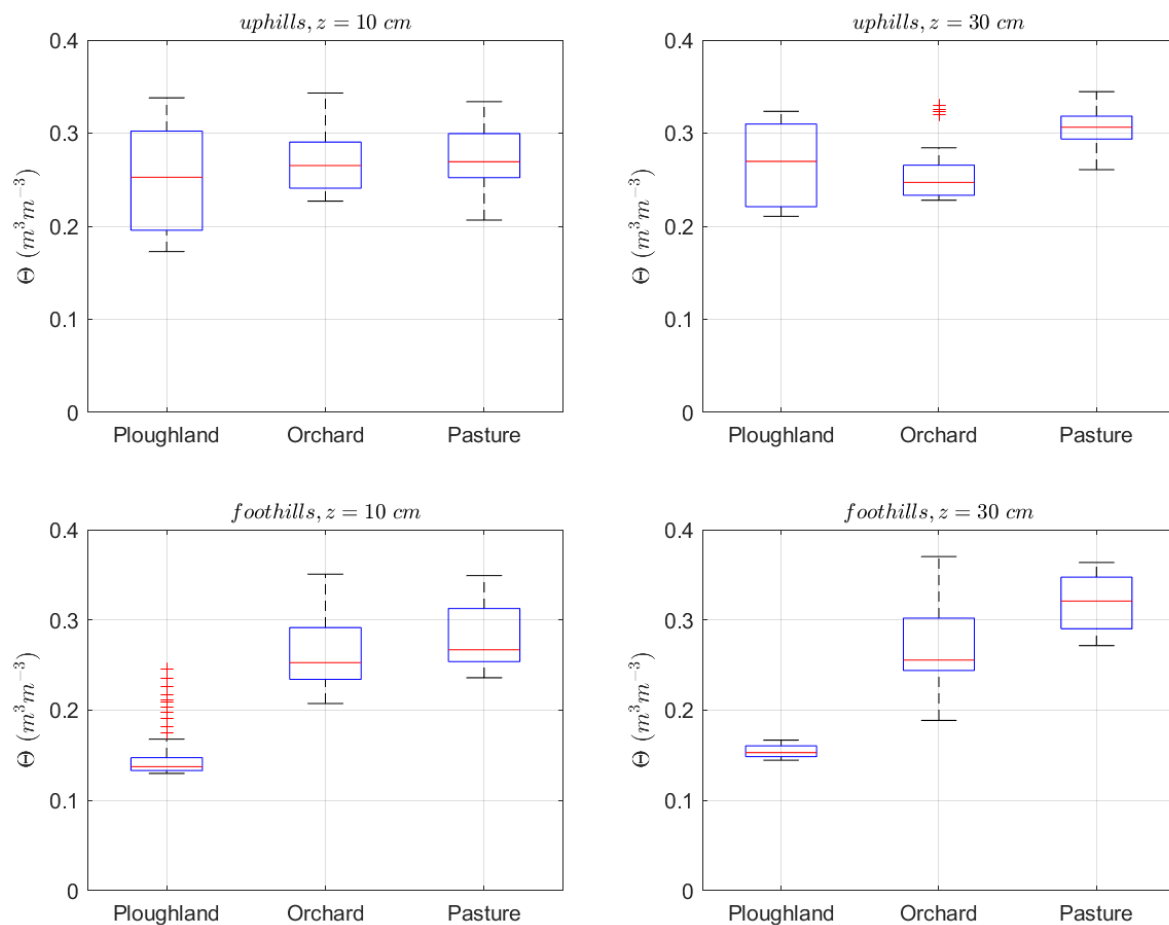 uphills, z = 10 cm
0.4
0.3
0.2
0.1
0
Θ (m³m⁻³)
Ploughland Orchard Pasture
uphills, z = 30 cm
0.4
0.3
0.2
0.1
0
Θ (m³m⁻³)
Ploughland Orchard Pasture
foothills, z = 10 cm
0.4
0.3
0.2
0.1
0
Θ (m³m⁻³)
Ploughland Orchard Pasture
foothills, z = 30 cm
0.4
0.3
0.2
0.1
0
Θ (m³m⁻³)
Ploughland Orchard Pasture